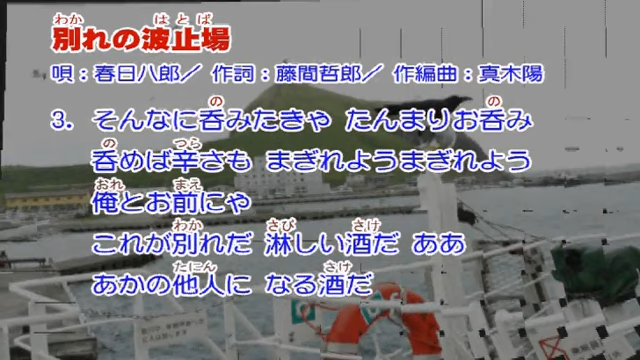 別れの波止場
唄：春日八郎／ 作詞：藤間哲郎／ 作編曲：真木陽
3. そんなに呑みたきゃ たんまりお呑み
呑めば辛さも まぎれようまぎれよう
俺とお前にゃ
これが別れだ 淋しい酒だ ああ
あかの他人に なる酒だ